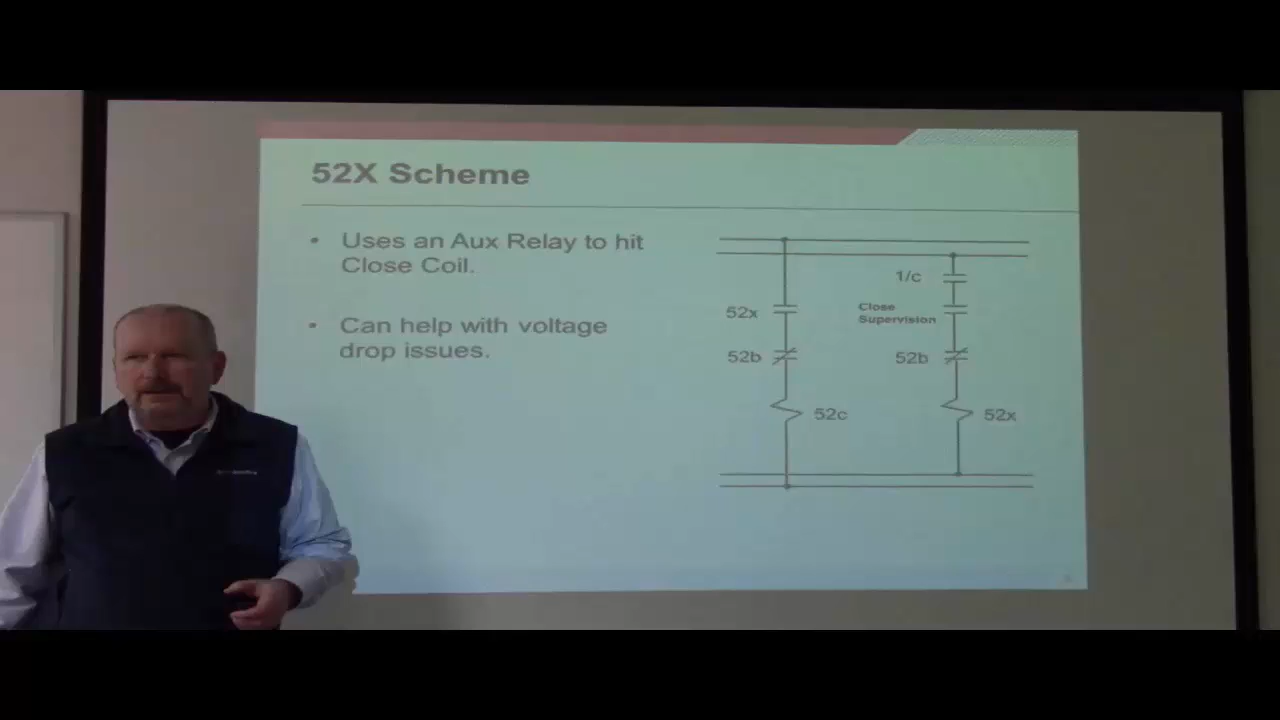 52X Scheme
• Uses an Aux Relay to hit
Close Coil.
• Can help with voltage
drop issues.
1/c
52x
Close
Supervision
52b
52b
52c
52x